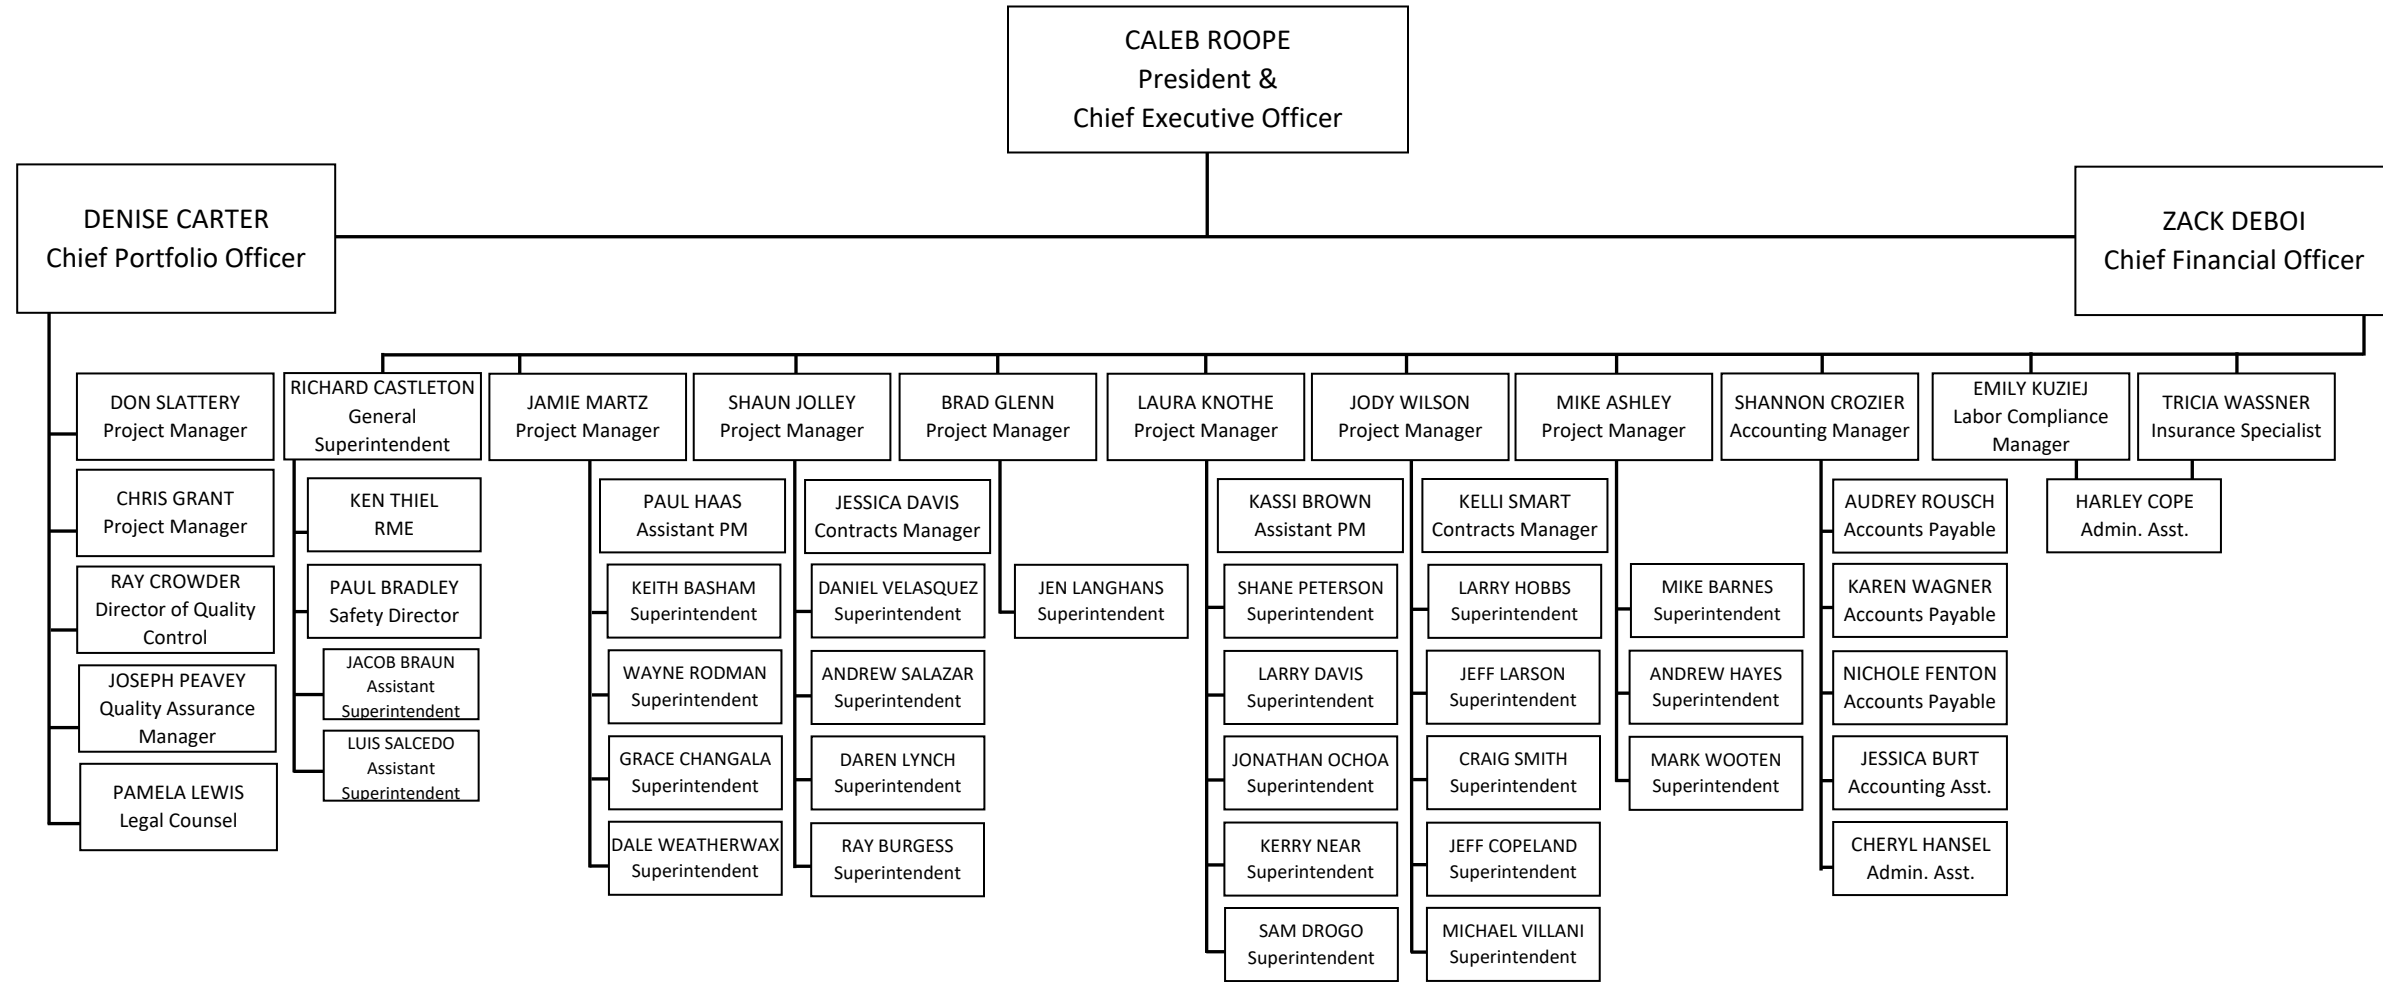 CALEB ROOPE
President &
Chief Executive Officer
DENISE CARTER
Chief Portfolio Officer
ZACK DEBOI
Chief Financial Officer
DON SLATTERY
Project Manager
CHRIS GRANT
Project Manager
RAY CROWDER
Director of Quality
Control
JOSEPH PEAVEY
Quality Assurance
Manager
PAMELA LEWIS
Legal Counsel
RICHARD CASTLETON
General
Superintendent
KEN THIEL
RME
PAUL BRADLEY
Safety Director
JACOB BRAUN
Assistant
Superintendent
LUIS SALCEDO
Assistant
Superintendent
JAMIE MARTZ
Project Manager
PAUL HAAS
Assistant PM
KEITH BASHAM
Superintendent
WAYNE RODMAN
Superintendent
GRACE CHANGALA
Superintendent
DALE WEATHERWAX
Superintendent
SHAUN JOLLEY
Project Manager
JESSICA DAVIS
Contracts Manager
DANIEL VELASQUEZ
Superintendent
ANDREW SALAZAR
Superintendent
DAREN LYNCH
Superintendent
RAY BURGESS
Superintendent
BRAD GLENN
Project Manager
JEN LANGHANS
Superintendent
LAURA KNOTHE
Project Manager
KASSI BROWN
Assistant PM
SHANE PETERSON
Superintendent
LARRY DAVIS
Superintendent
JONATHAN OCHOA
Superintendent
KERRY NEAR
Superintendent
SAM DROGO
Superintendent
JODY WILSON
Project Manager
KELLI SMART
Contracts Manager
LARRY HOBBS
Superintendent
JEFF LARSON
Superintendent
CRAIG SMITH
Superintendent
JEFF COPELAND
Superintendent
MICHAEL VILLANI
Superintendent
MIKE ASHLEY
Project Manager
MIKE BARNES
Superintendent
ANDREW HAYES
Superintendent
MARK WOOTEN
Superintendent
SHANNON CROZIER
Accounting Manager
AUDREY ROUSCH
Accounts Payable
KAREN WAGNER
Accounts Payable
NICHOLE FENTON
Accounts Payable
JESSICA BURT
Accounting Asst.
CHERYL HANSEL
Admin. Asst.
EMILY KUZIEJ
Labor Compliance
Manager
TRICIA WASSNER
Insurance Specialist
HARLEY COPE
Admin. Asst.